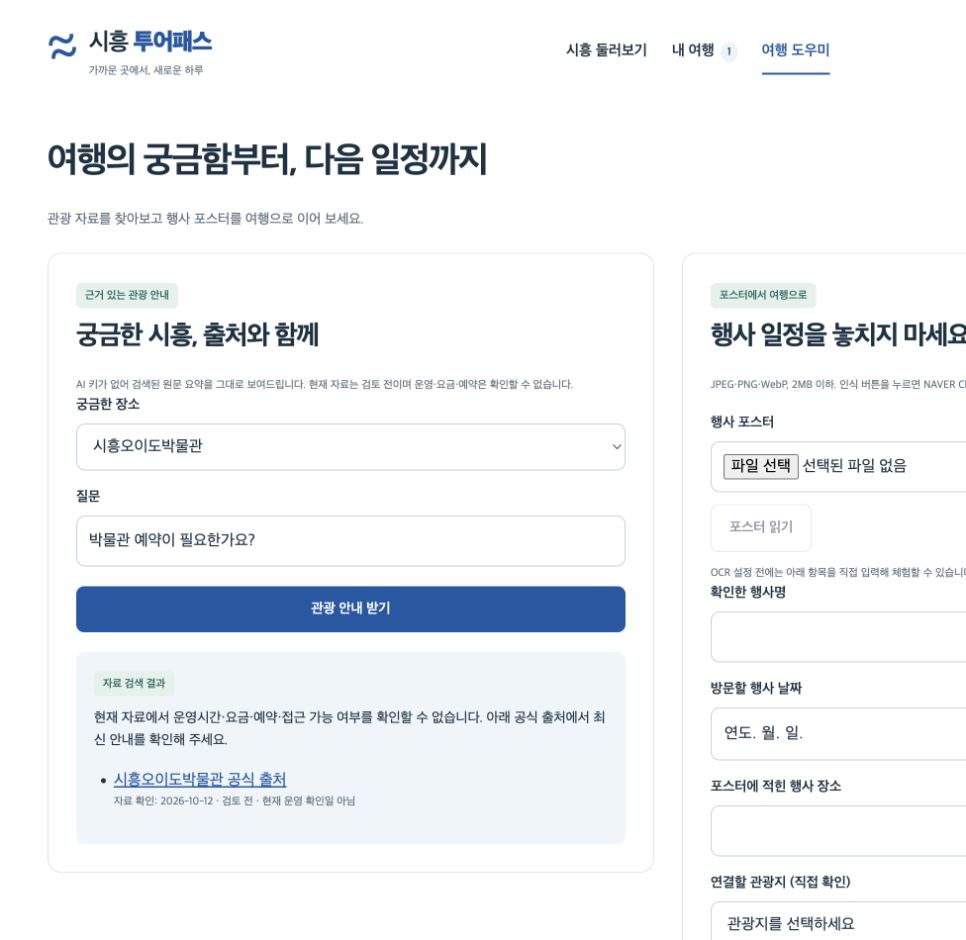 시흥 투어패스
가까운 곳에서, 새로운 하루
시흥 둘러보기
내 여행 1
여행 도우미
여행의 궁금함부터, 다음 일정까지
관광 자료를 찾아보고 행사 포스터를 여행으로 이어 보세요.
근거 있는 관광 안내
궁금한 시흥, 출처와 함께
AI 키가 없어 검색된 원문 요약을 그대로 보여드립니다. 현재 자료는 검토 전이며 운영·요금·예약은 확인할 수 없습니다.
궁금한 장소
시흥오이도박물관
질문
박물관 예약이 필요한가요?
관광 안내 받기
자료 검색 결과
현재 자료에서 운영시간·요금·예약·접근 가능 여부를 확인할 수 없습니다. 아래 공식 출처에서 최
신 안내를 확인해 주세요.
시흥오이도박물관 공식 출처
자료 확인: 2026-10-12 · 검토 전 · 현재 운영 확인일 아님
포스터에서 여행으로
행사 일정을 놓치지 마세요
JPEG·PNG·WebP, 2MB 이하. 인식 버튼을 누르면 NAVER
행사 포스터
파일 선택 선택된 파일 없음
포스터 읽기
OCR 설정 전에는 아래 항목을 직접 입력해 체험할 수 있습니다
확인한 행사명
방문할 행사 날짜
연도. 월. 일.
포스터에 적힌 행사 장소
연결할 관광지 (직접 확인)
관광지를 선택하세요